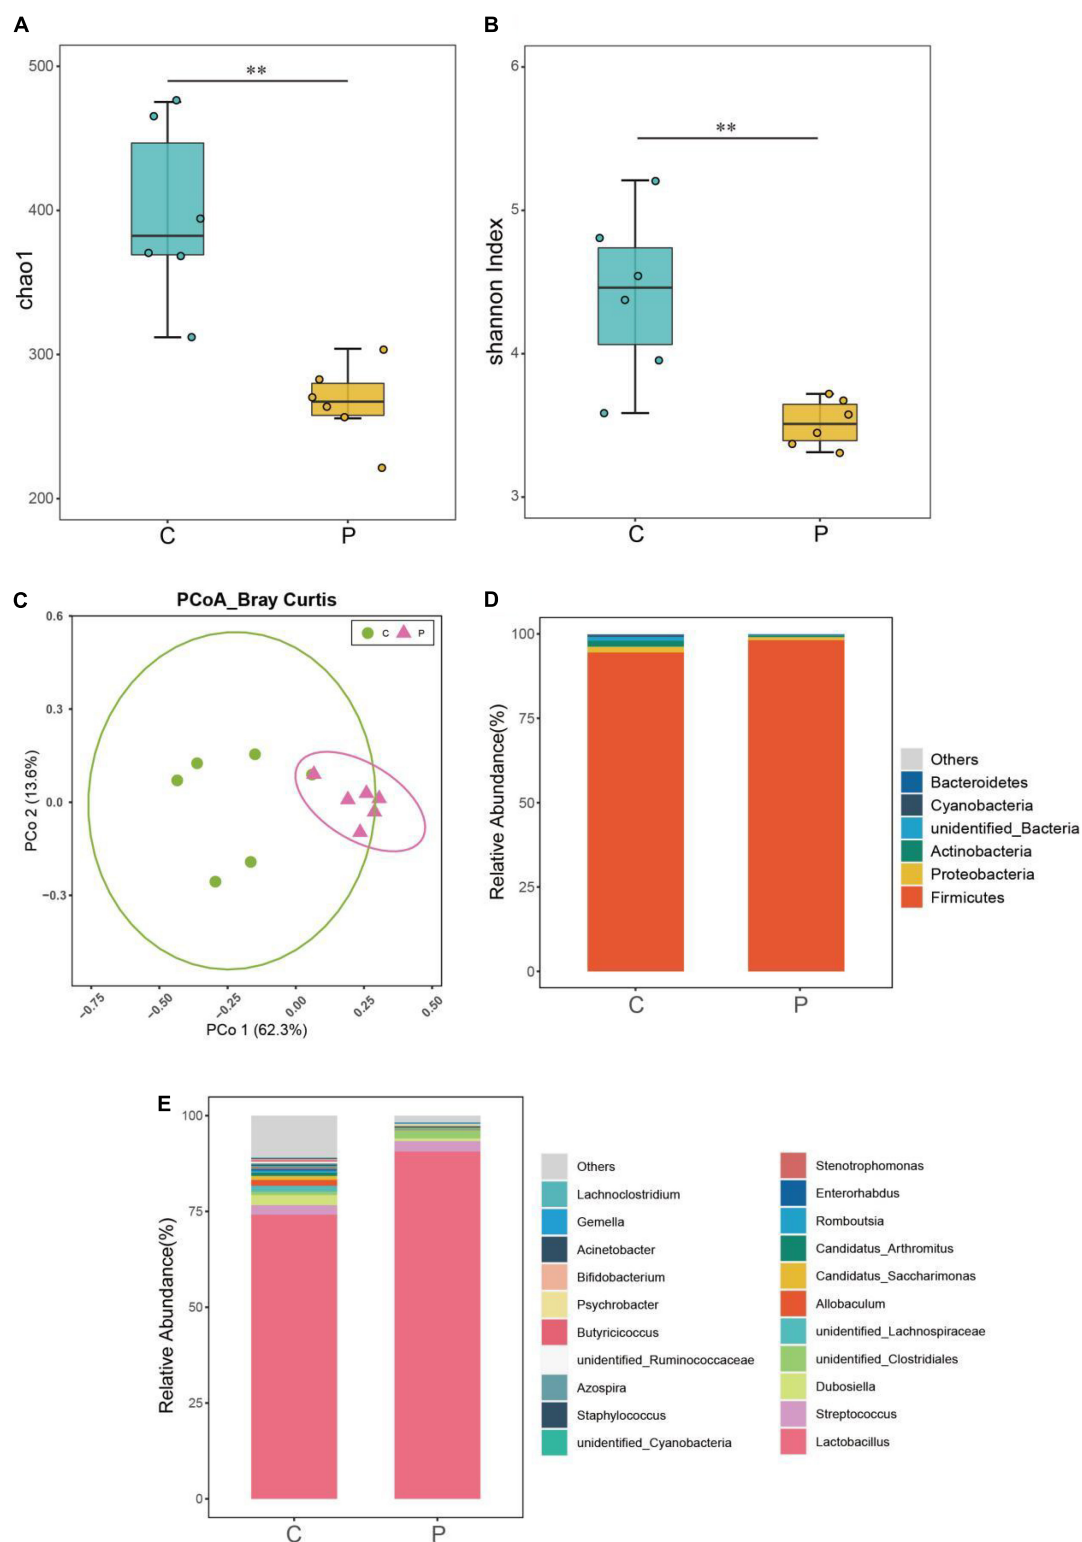 A
500
400
300
200
chao1
**
C
P
B
6
5
4
3
shannon Index
**
C
P
C
PCoA_Bray Curtis
C
P
0.6
0.3
0.0
−0.3
PCo 2 (13.6%)
−0.75
−0.50
−0.25
0.00
0.25
0.50
PCo 1 (62.3%)
D
100
75
50
25
0
Relative Abundance(%)
C
P
Others
Bacteroidetes
Cyanobacteria
unidentified_Bacteria
Actinobacteria
Proteobacteria
Firmicutes
E
100
75
50
25
0
Relative Abundance(%)
C
P
Others
Lachnoclostridium
Gemella
Acinetobacter
Bifidobacterium
Psychrobacter
Butyricicoccus
unidentified_Ruminococcaceae
Azospira
Staphylococcus
unidentified_Cyanobacteria
Stenotrophomonas
Enterorhabdus
Romboutsia
Candidatus_Arthromitus
Candidatus_Saccharimonas
Allobaculum
unidentified_Lachnospiraceae
unidentified_Clostridiales
Dubosiella
Streptococcus
Lactobacillus